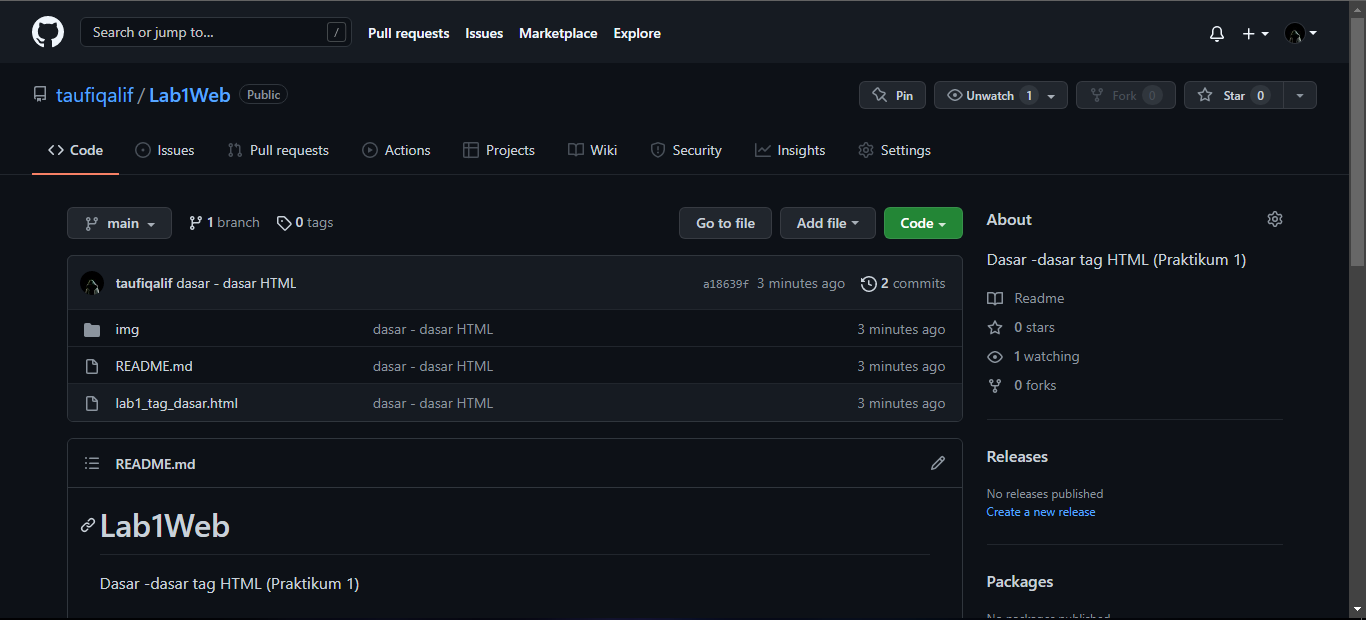 Search or jump to... /
Pull requests Issues Marketplace Explore
taufiqalif / Lab1Web Public
Pin Unwatch 1 Fork 0 Star 0
Code Issues Pull requests Actions Projects Wiki Security Insights Settings
main 1 branch 0 tags Go to file Add file Code
taufiqalif dasar - dasar HTML a18639f 3 minutes ago 2 commits
img dasar - dasar HTML 3 minutes ago
README.md dasar - dasar HTML 3 minutes ago
lab1_tag_dasar.html dasar - dasar HTML 3 minutes ago
README.md
Lab1Web
Dasar -dasar tag HTML (Praktikum 1)
About
Dasar -dasar tag HTML (Praktikum 1)
Readme
0 stars
1 watching
0 forks
Releases
No releases published
Create a new release
Packages
No packages published